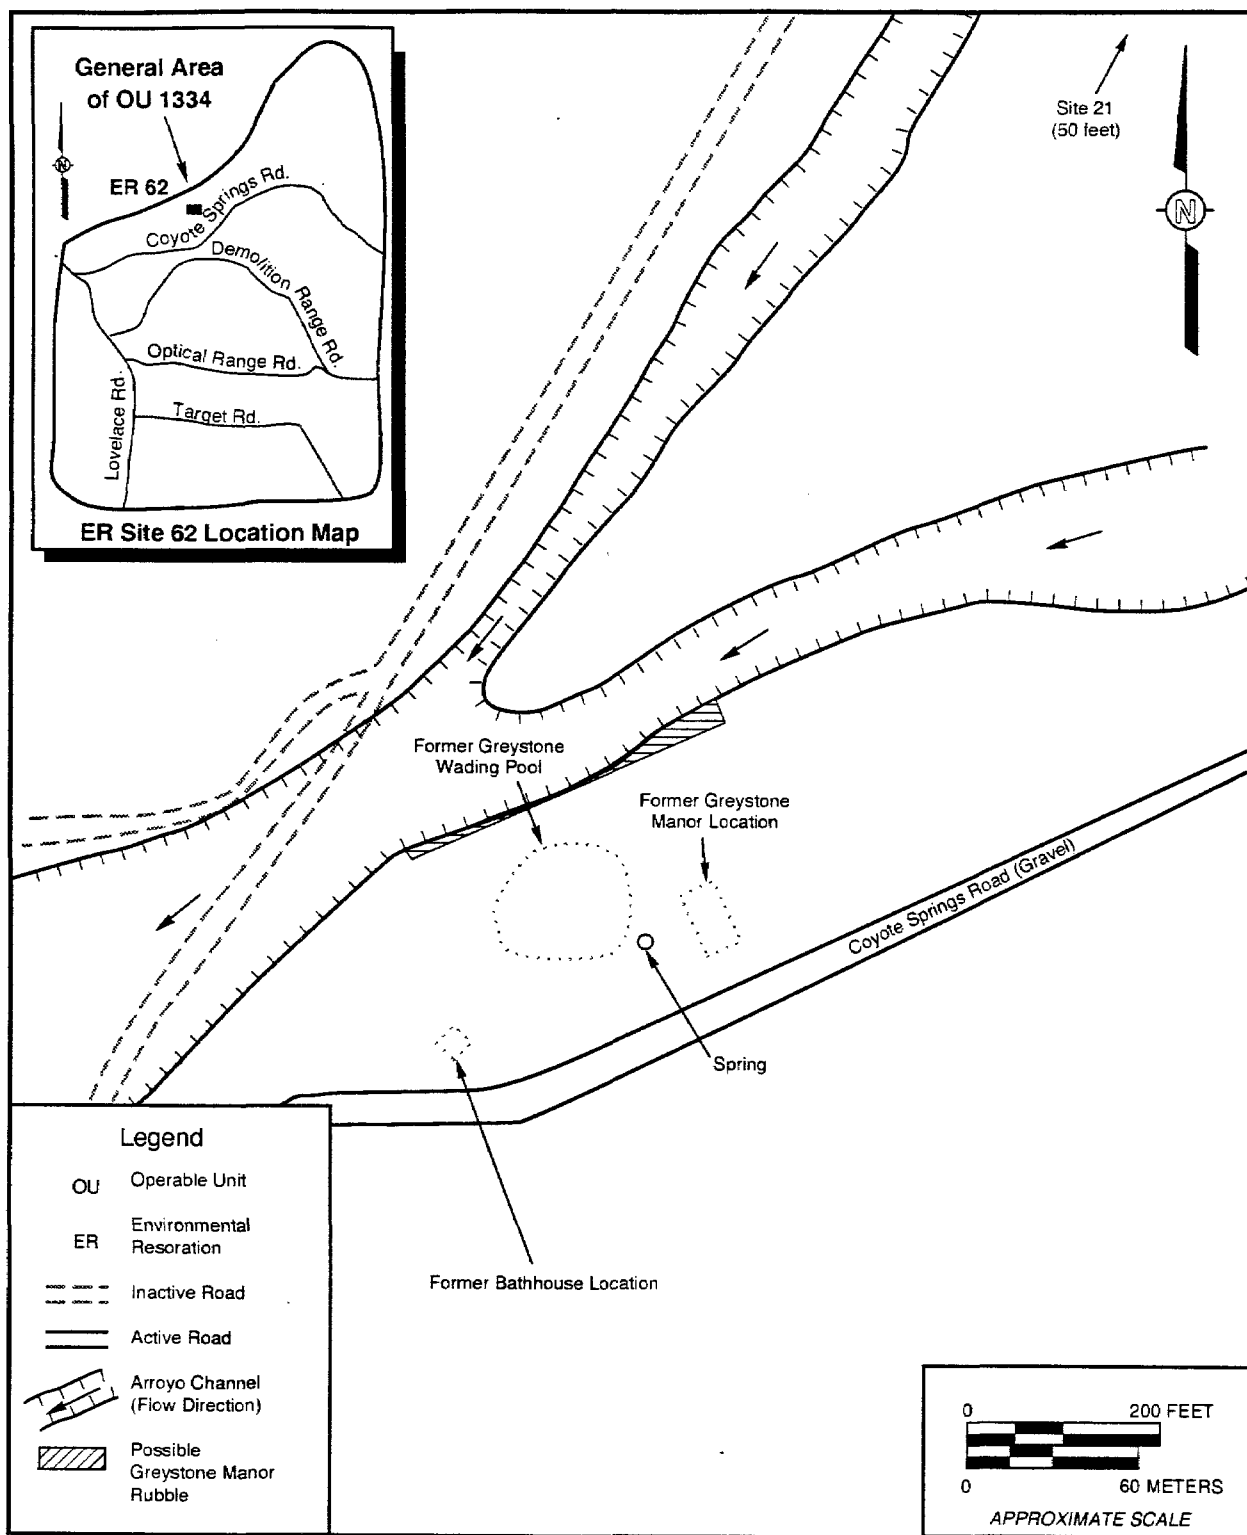 General Area
of OU 1334
N
ER 62
Coyote Springs Rd.
Demolition Range Rd.
Optical Range Rd.
Lovelace Rd.
Target Rd.
ER Site 62 Location Map
Site 21
(50 feet)
N
Former Greystone
Wading Pool
Former Greystone
Manor Location
Coyote Springs Road (Gravel)
Spring
Former Bathhouse Location
Legend
OU Operable Unit
ER Environmental
Resoration
Inactive Road
Active Road
Arroyo Channel
(Flow Direction)
Possible
Greystone Manor
Rubble
0 200 FEET
0 60 METERS
APPROXIMATE SCALE